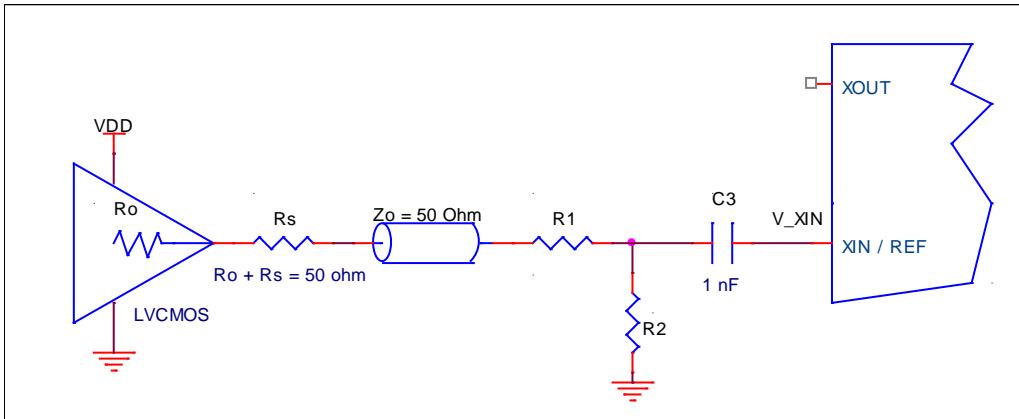 XOUT
VDD
Ro
Rs
Zo = 50 Ohm
R1
C3
V_XIN
XIN / REF
Ro + Rs = 50 ohm
1 nF
LVCMOS
R2